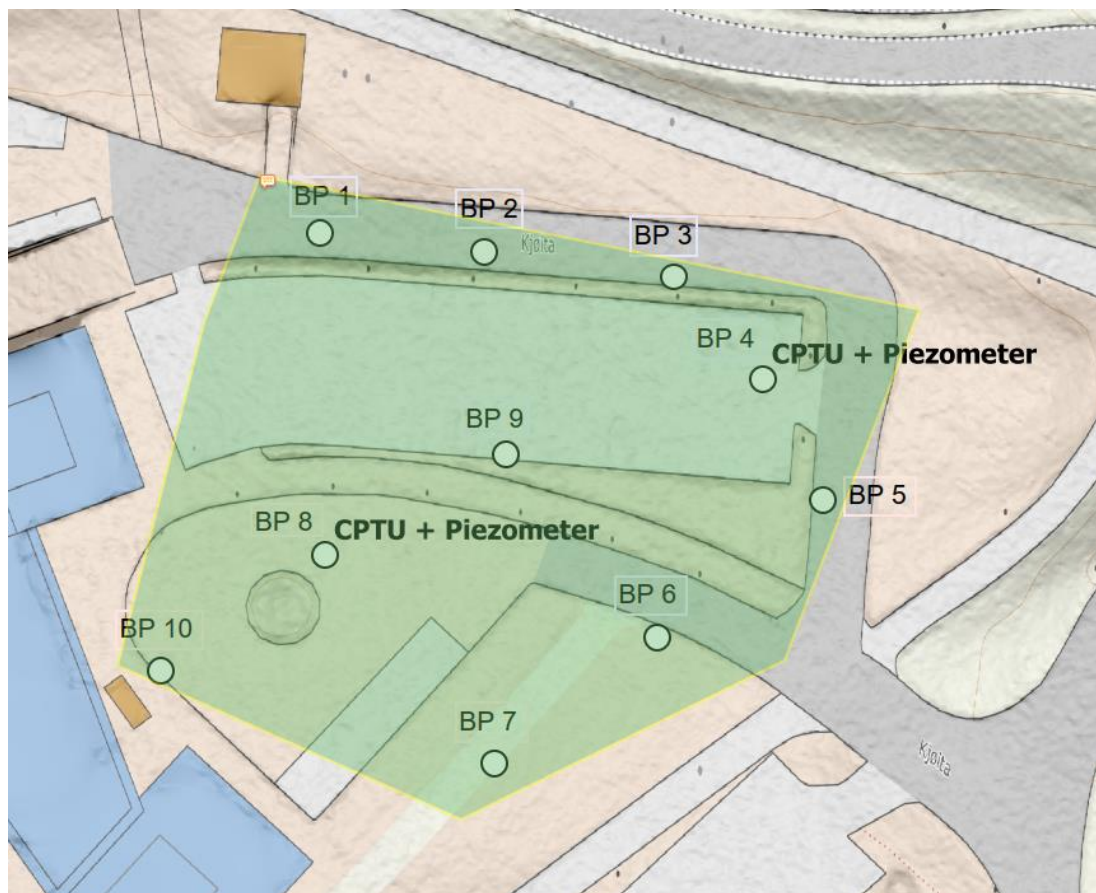 BP 1
BP 2
Kjøita
BP 3
BP 4
CPTU + Piezometer
BP 9
BP 5
BP 8
CPTU + Piezometer
BP 6
BP 10
BP 7
Kjøita